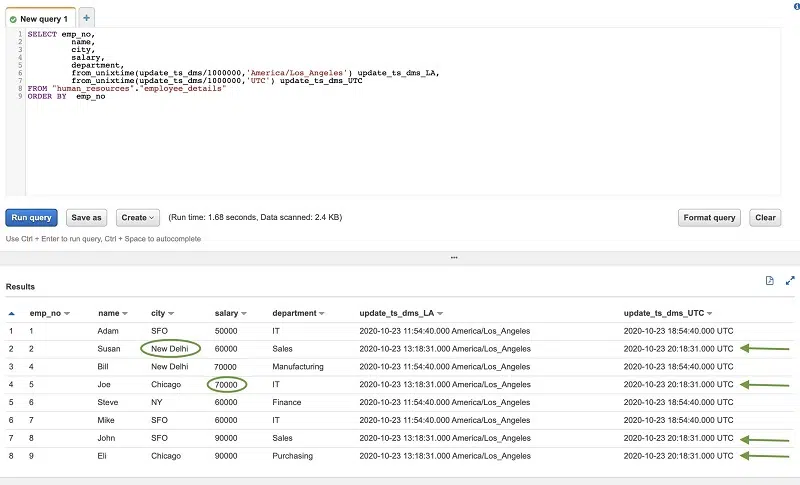 New query 1
+
1 SELECT emp_no,
2 name,
3 city,
4 salary,
5 department,
6 from_unixtime(update_ts_dms/1000000,'America/Los_Angeles') update_ts_dms_LA,
7 from_unixtime(update_ts_dms/1000000,'UTC') update_ts_dms_UTC
8 FROM "human_resources"."employee_details"
9 ORDER BY emp_no
Run query Save as Create (Run time: 1.68 seconds, Data scanned: 2.4 KB) Format query Clear
Use Ctrl + Enter to run query, Ctrl + Space to autocomplete
Results
emp_no name city salary department update_ts_dms_LA update_ts_dms_UTC
1 1 Adam SFO 50000 IT 2020-10-23 11:54:40.000 America/Los_Angeles 2020-10-23 18:54:40.000 UTC
2 2 Susan New Delhi 60000 Sales 2020-10-23 13:18:31.000 America/Los_Angeles 2020-10-23 20:18:31.000 UTC
3 4 Bill New Delhi 70000 Manufacturing 2020-10-23 11:54:40.000 America/Los_Angeles 2020-10-23 18:54:40.000 UTC
4 5 Joe Chicago 70000 IT 2020-10-23 13:18:31.000 America/Los_Angeles 2020-10-23 20:18:31.000 UTC
5 6 Steve NY 60000 Finance 2020-10-23 11:54:40.000 America/Los_Angeles 2020-10-23 18:54:40.000 UTC
6 7 Mike SFO 60000 IT 2020-10-23 11:54:40.000 America/Los_Angeles 2020-10-23 18:54:40.000 UTC
7 8 John SFO 90000 Sales 2020-10-23 13:18:31.000 America/Los_Angeles 2020-10-23 20:18:31.000 UTC
8 9 Eli Chicago 90000 Purchasing 2020-10-23 13:18:31.000 America/Los_Angeles 2020-10-23 20:18:31.000 UTC